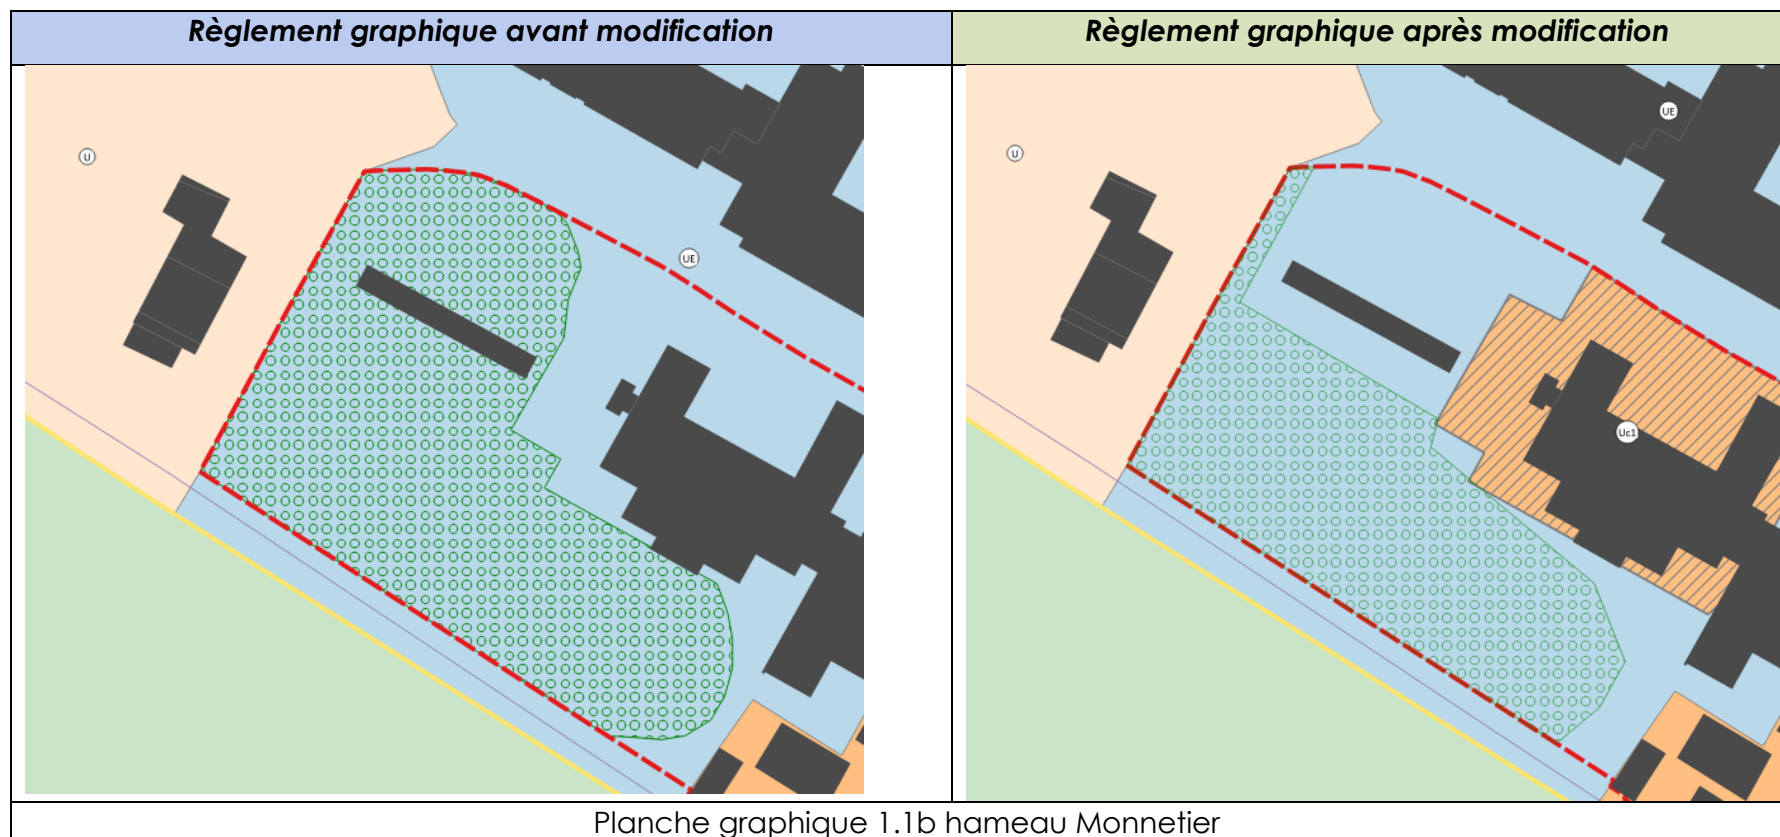 Règlement graphique avant modification
Règlement graphique après modification
U
UE
U
UE
Uc1
Planche graphique 1.1b hameau Monnetier